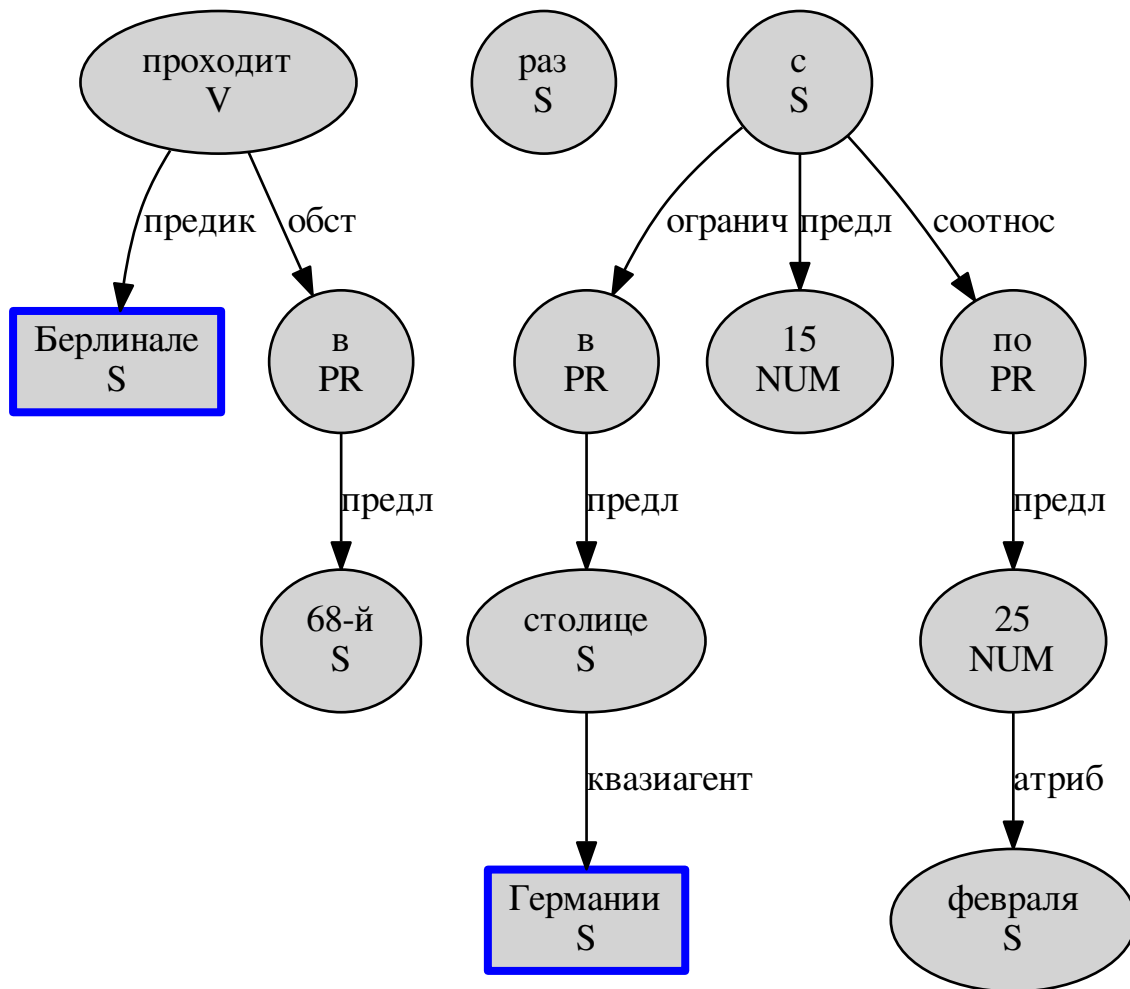 проходит
V
раз
S
с
S
предик
обст
огранич
предл
соотнос
Берлинале
S
в
PR
в
PR
15
NUM
по
PR
предл
предл
предл
68-й
S
столице
S
25
NUM
квазиагент
атриб
Германии
S
февраля
S